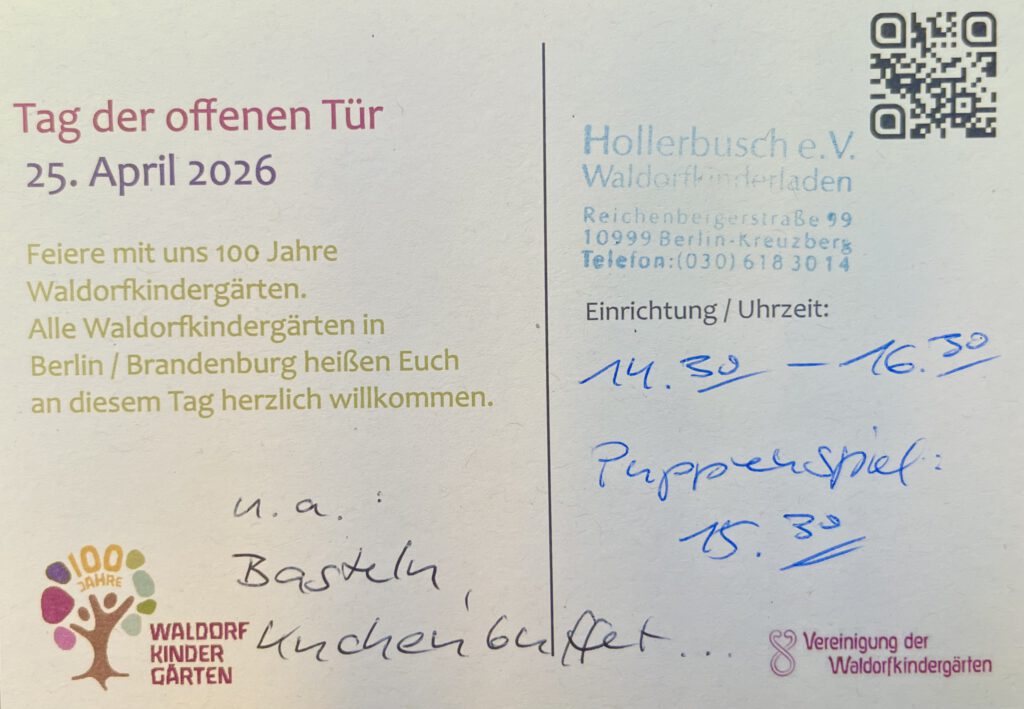 Tag der offenen Tür
25. April 2026
Feiere mit uns 100 Jahre
Waldorfkindergärten.
Alle Waldorfkindergärten in
Berlin / Brandenburg heißen Euch
an diesem Tag herzlich willkommen.
u. a. :
Basteln,
Kuchenbuffet...
100
JAHRE
WALDORF
KINDER
GÄRTEN
Hollerbusch e.V.
Waldorfkinderladen
Reichenbergerstraße 99
10999 Berlin-Kreuzberg
Telefon: (030) 618 30 14
Einrichtung / Uhrzeit:
14.30 – 16.30
Puppenspiel:
15.30
Vereinigung der
Waldorfkindergärten